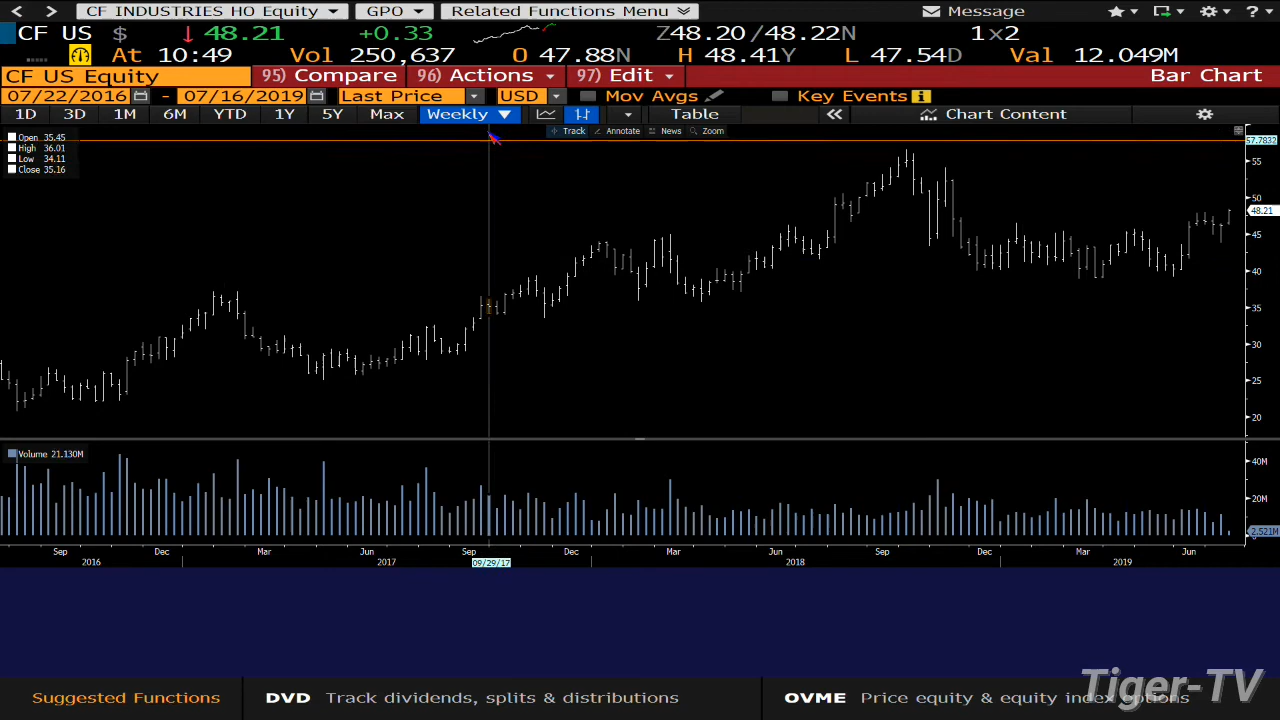 CF INDUSTRIES HO Equity GPO Related Functions Menu Message ?
CF US $ ↓ 48.21 +0.33 Z48.20/48.22N 1x2
At 10:49 Vol 250,637 O 47.88N H 48.41Y L 47.54D Val 12.049M
CF US Equity 95) Compare 96) Actions 97) Edit Bar Chart
07/22/2016 - 07/16/2019 Last Price USD Mov Avgs Key Events
1D 3D 1M 6M YTD 1Y 5Y Max Weekly ▼ Table « Chart Content
Track Annotate News Zoom
Open 35.45
High 36.01
Low 34.11
Close 35.16
57.7832
55
50
48.21
45
40
35
30
25
20
Volume 21.130M
40M
20M
2.521M
0
Sep Dec Mar Jun Sep Dec Mar Jun Sep Dec Mar Jun
2016 2017 09/29/17 2018 2019
Suggested Functions DVD Track dividends, splits & distributions OVME Price equity & equity index options
Tiger-TV